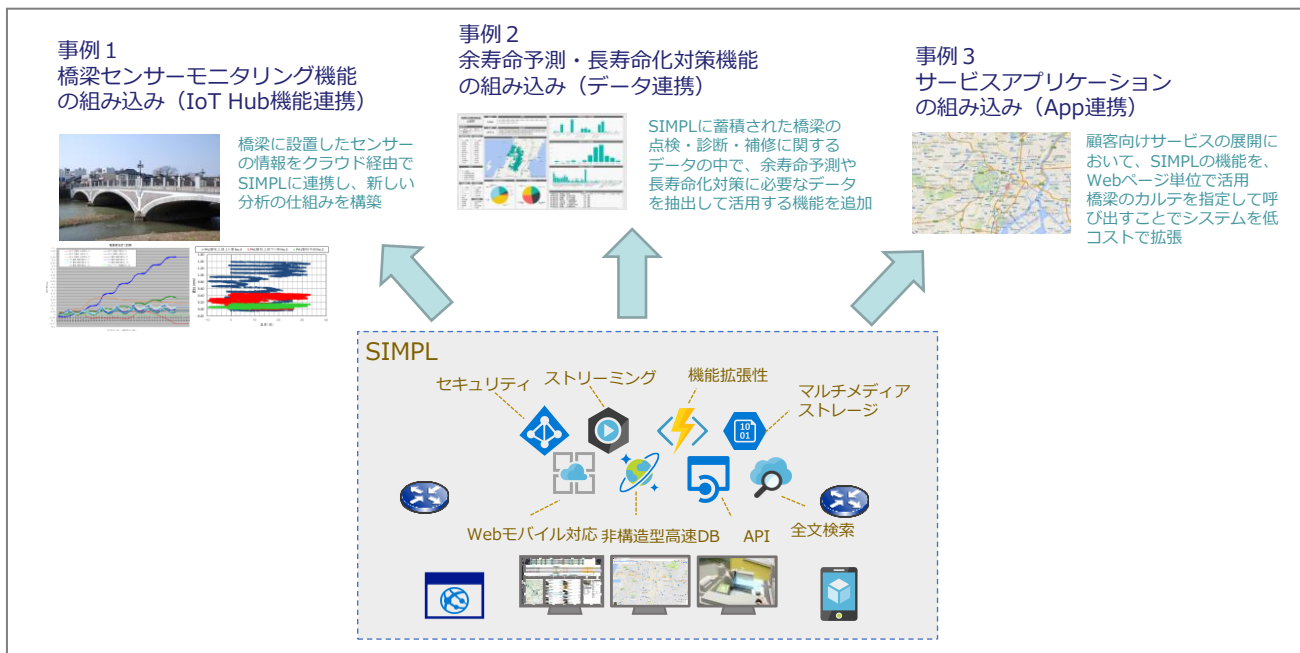 事例１
橋梁センサーモニタリング機能
の組み込み（IoT Hub機能連携）
橋梁に設置したセンサー
の情報をクラウド経由で
SIMPLに連携し、新しい
分析の仕組みを構築
事例２
余寿命予測・長寿命化対策機能
の組み込み（データ連携）
SIMPLに蓄積された橋梁の
点検・診断・補修に関する
データの中で、余寿命予測や
長寿命化対策に必要なデータ
を抽出して活用する機能を追加
事例３
サービスアプリケーション
の組み込み（App連携）
顧客向けサービスの展開に
おいて、SIMPLの機能を、
Webページ単位で活用
橋梁のカルテを指定して呼
び出すことでシステムを低
コストで拡張
SIMPL
セキュリティ
ストリーミング
機能拡張性
マルチメディア
ストレージ
10
01
Webモバイル対応
非構造型高速DB
API
全文検索